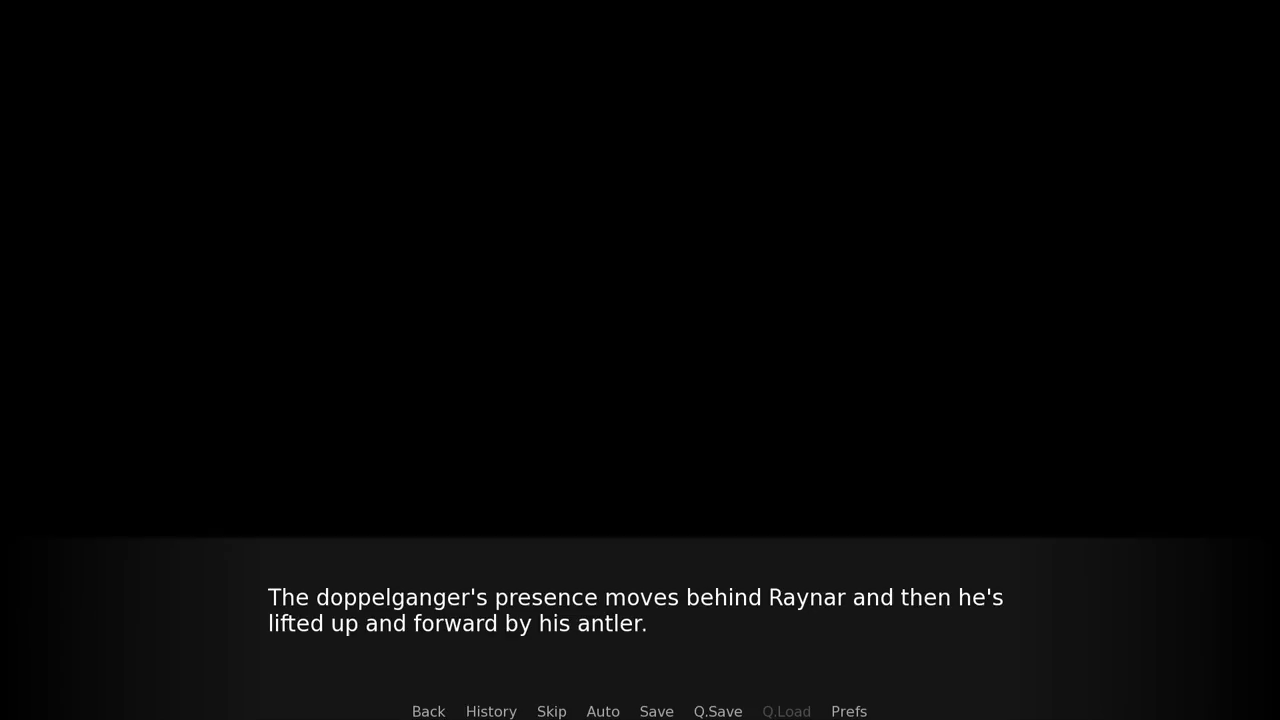 The doppelganger's presence moves behind Raynar and then he's
lifted up and forward by his antler.
Back History Skip Auto Save Q.Save Q.Load Prefs